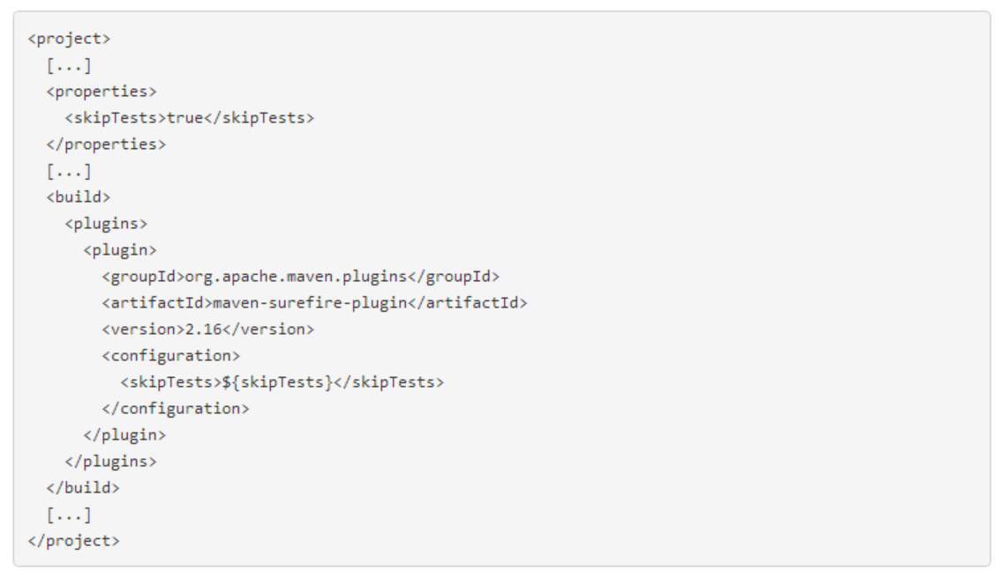 <project>
  [...]
  <properties>
    <skipTests>true</skipTests>
  </properties>
  [...]
  <build>
    <plugins>
      <plugin>
        <groupId>org.apache.maven.plugins</groupId>
        <artifactId>maven-surefire-plugin</artifactId>
        <version>2.16</version>
        <configuration>
          <skipTests>${skipTests}</skipTests>
        </configuration>
      </plugin>
    </plugins>
  </build>
  [...]
</project>